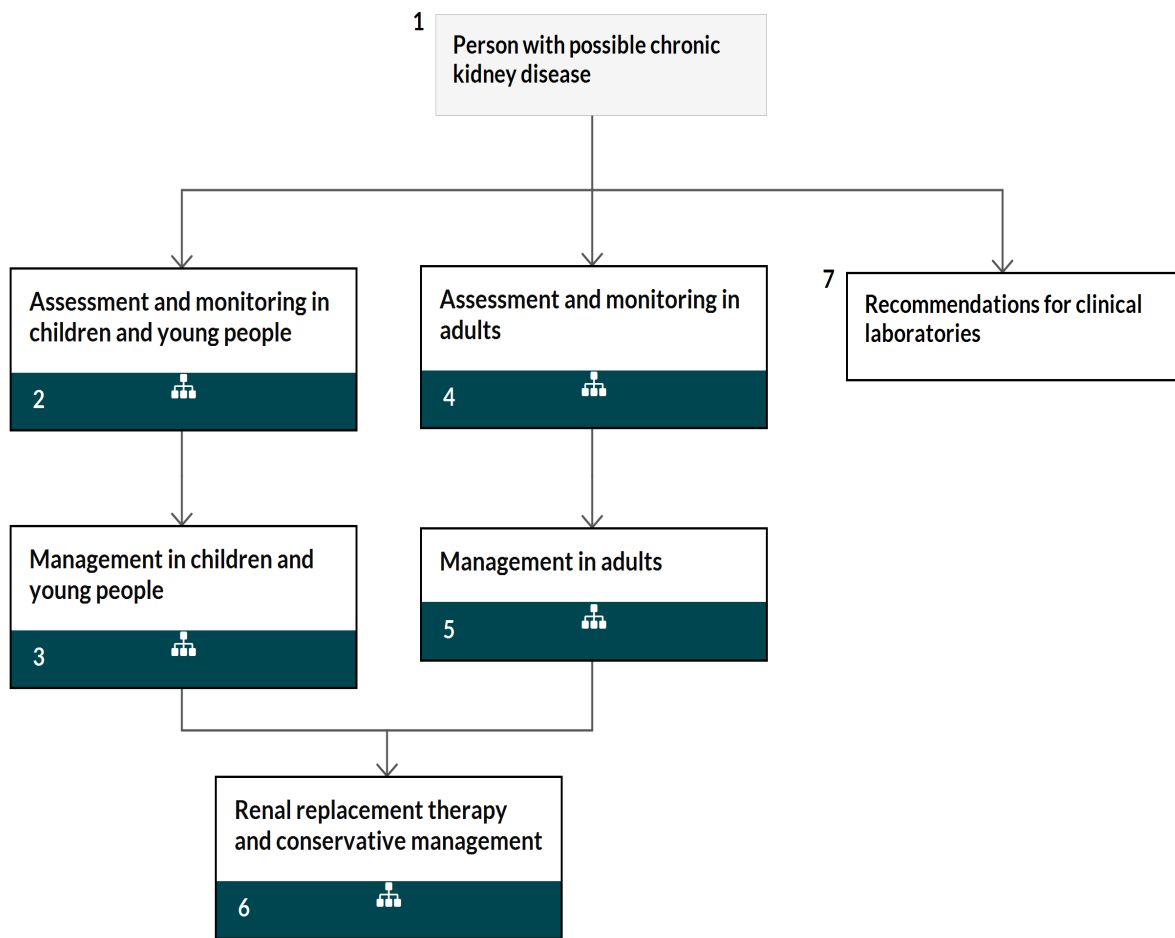 1
Person with possible chronic
kidney disease
Assessment and monitoring in
children and young people
2
Assessment and monitoring in
adults
4
7
Recommendations for clinical
laboratories
Management in children and
young people
3
Management in adults
5
Renal replacement therapy
and conservative management
6